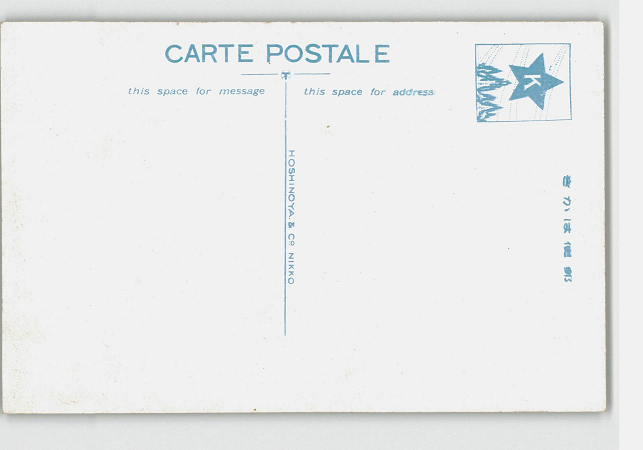 CARTE POSTALE
this space for message
this space for address
K
HOSHINOYA & Cº. NIKKO
きかは便郵